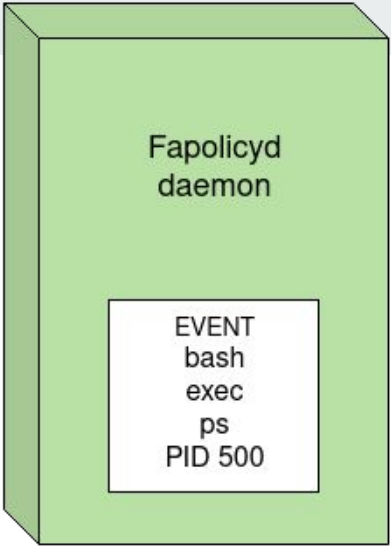 Fapolicyd
daemon
EVENT
bash
exec
ps
PID 500